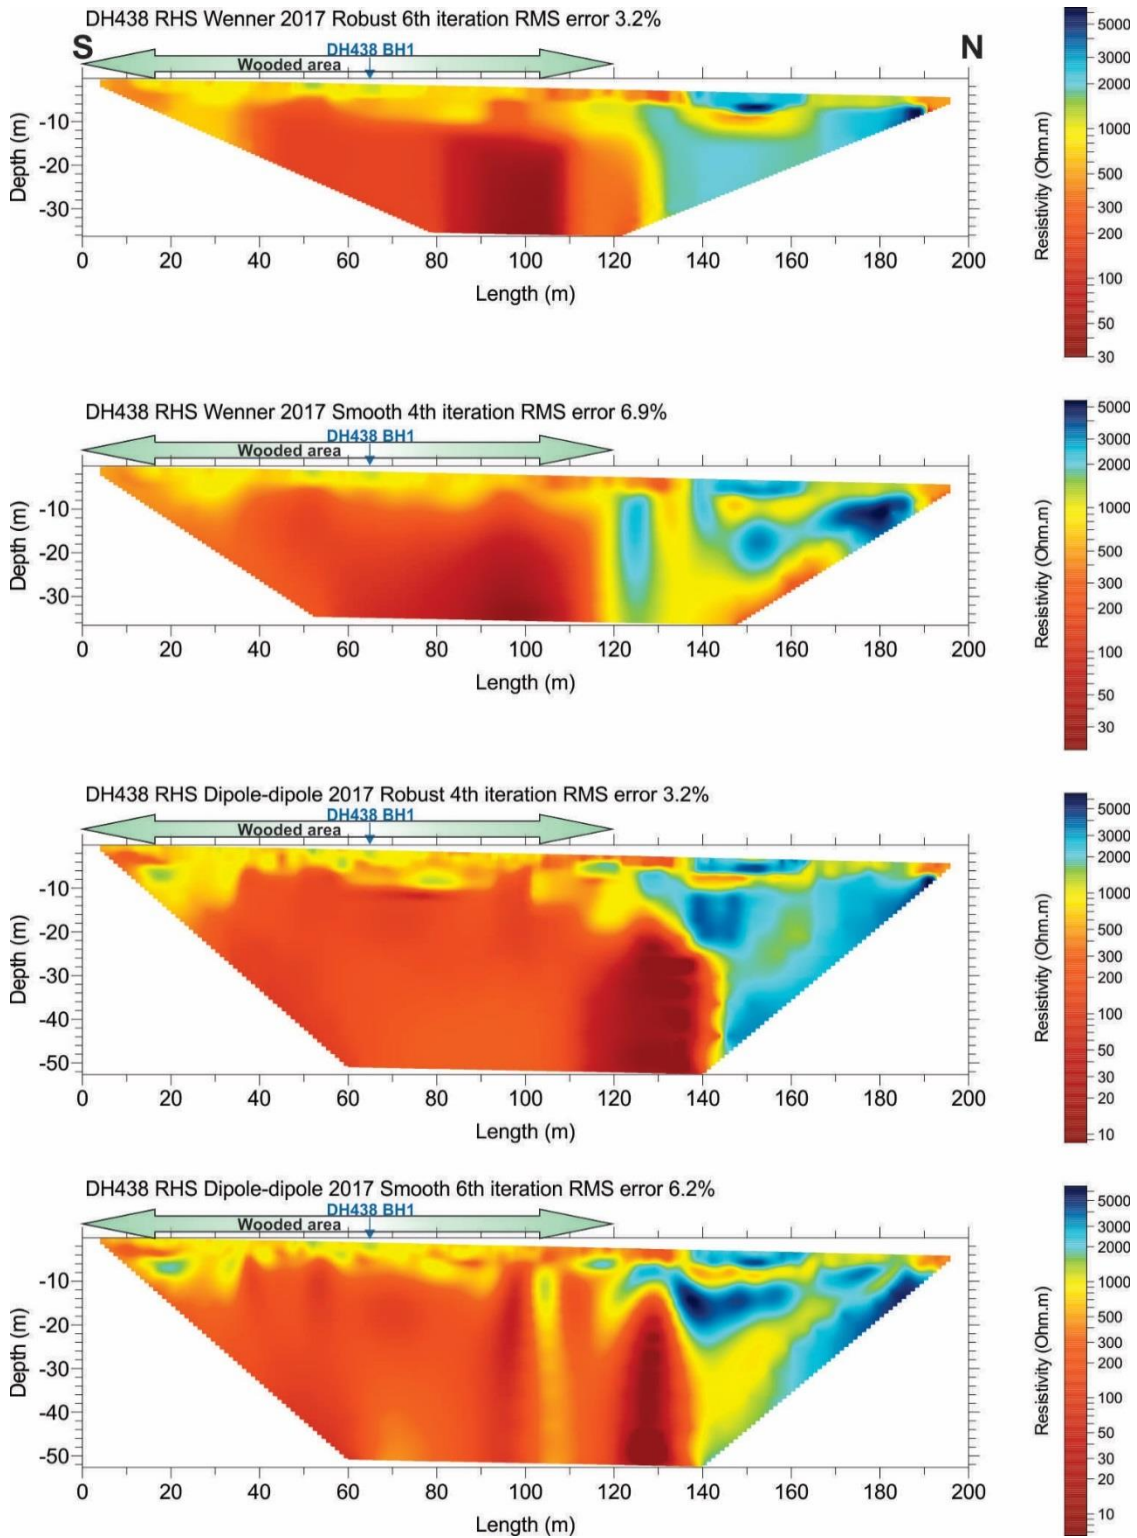 DH438 RHS Wenner 2017 Robust 6th iteration RMS error 3.2%
S
DH438 BH1
N
Wooded area
-10
-20
-30
Depth (m)
0 20 40 60 80 100 120 140 160 180 200
Length (m)
5000
3000
2000
1000
500
300
200
100
50
30
Resistivity (Ohm.m)
DH438 RHS Wenner 2017 Smooth 4th iteration RMS error 6.9%
DH438 BH1
Wooded area
-10
-20
-30
Depth (m)
0 20 40 60 80 100 120 140 160 180 200
Length (m)
5000
3000
2000
1000
500
300
200
100
50
30
Resistivity (Ohm.m)
DH438 RHS Dipole-dipole 2017 Robust 4th iteration RMS error 3.2%
DH438 BH1
Wooded area
-10
-20
-30
-40
-50
Depth (m)
0 20 40 60 80 100 120 140 160 180 200
Length (m)
5000
3000
2000
1000
500
300
200
100
50
30
20
10
Resistivity (Ohm.m)
DH438 RHS Dipole-dipole 2017 Smooth 6th iteration RMS error 6.2%
DH438 BH1
Wooded area
-10
-20
-30
-40
-50
Depth (m)
0 20 40 60 80 100 120 140 160 180 200
Length (m)
5000
3000
2000
1000
500
300
200
100
50
30
20
10
Resistivity (Ohm.m)